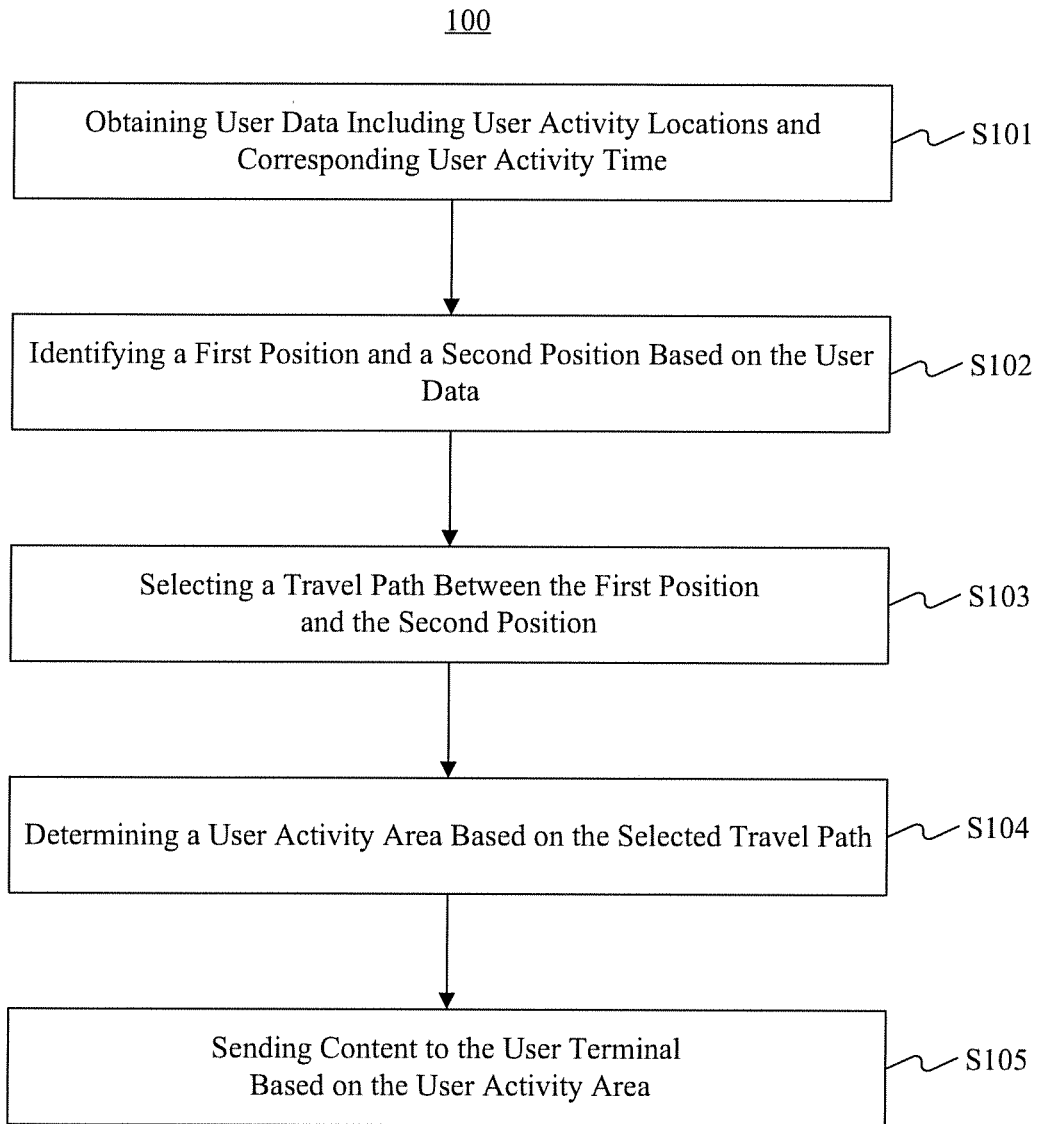 100
Obtaining User Data Including User Activity Locations and
Corresponding User Activity Time
S101
Identifying a First Position and a Second Position Based on the User
Data
S102
Selecting a Travel Path Between the First Position
and the Second Position
S103
Determining a User Activity Area Based on the Selected Travel Path
S104
Sending Content to the User Terminal
Based on the User Activity Area
S105